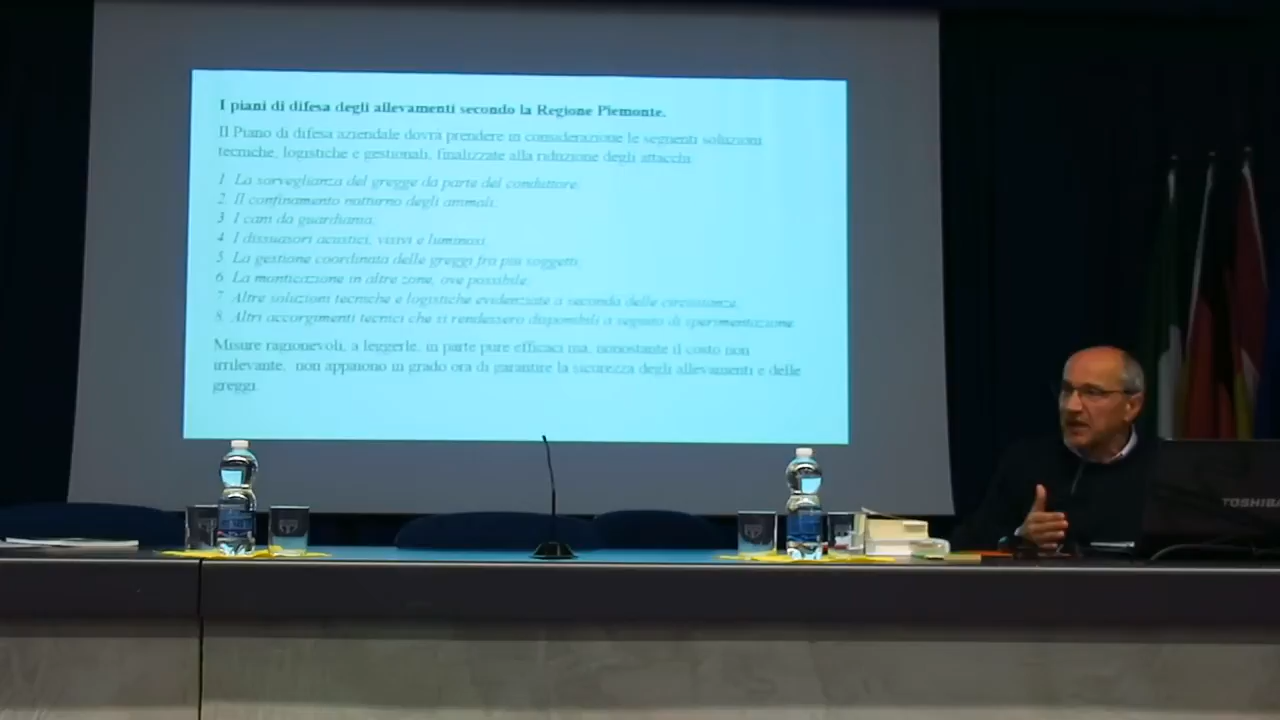 I piani di difesa degli allevamenti secondo la Regione Piemonte.
Il Piano di difesa aziendale dovrà prendere in considerazione le seguenti soluzioni
tecniche, logistiche e gestionali, finalizzate alla riduzione degli attacchi:
1. La sorveglianza del gregge da parte del conduttore.
2. Il confinamento notturno degli animali.
3. I cani da guardiania.
4. I dissuasori acustici, visivi e luminosi.
5. La gestione coordinata delle greggi fra più soggetti.
6. La monticazione in altre zone, ove possibile.
7. Altre soluzioni tecniche e logistiche evidenziate a seconda delle circostanze.
8. Altri accorgimenti tecnici che si rendessero disponibili a seguito di sperimentazione.
Misure ragionevoli, a leggerle, in parte pure efficaci ma, nonostante il costo non
irrilevante, non appaiono in grado ora di garantire la sicurezza degli allevamenti e delle
greggi.
TOSHIBA